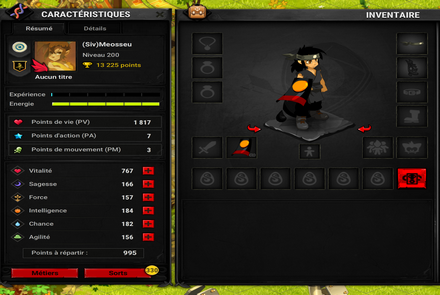 CARACTÉRISTIQUES
Résumé Détails
(Siv)Meosseu
Niveau 200
13 225 points
Aucun titre
Expérience
Energie
Points de vie (PV) 1 817
Points d'action (PA) 7
Points de mouvement (PM) 3
Vitalité 767
Sagesse 166
Force 157
Intelligence 184
Chance 182
Agilité 156
Points à répartir : 995
Métiers Sorts 330
INVENTAIRE